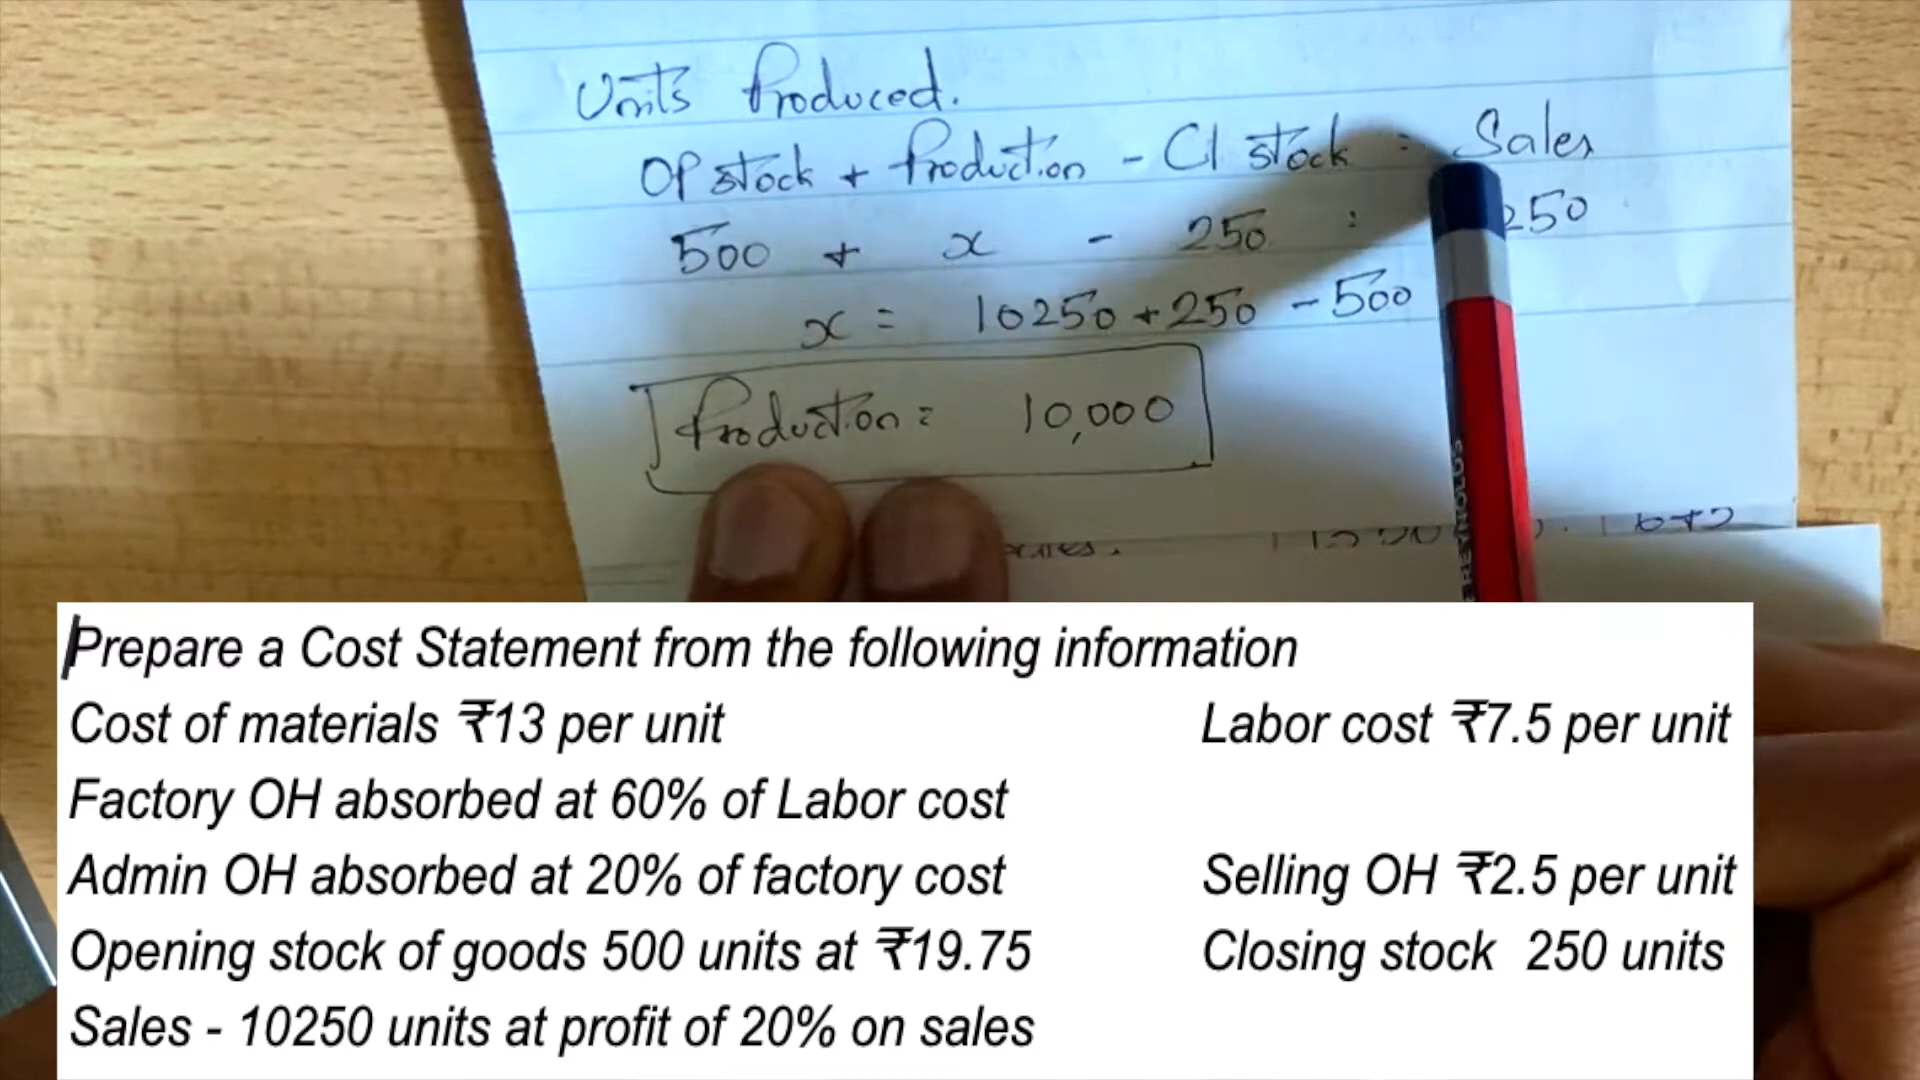 Units Produced.
OP stock + Production - Cl stock = Sales
500 + x - 250 : 250
x = 10250 + 250 - 500
Production = 10,000
REYNOLDS
Prepare a Cost Statement from the following information
Cost of materials ₹13 per unit Labor cost ₹7.5 per unit
Factory OH absorbed at 60% of Labor cost
Admin OH absorbed at 20% of factory cost Selling OH ₹2.5 per unit
Opening stock of goods 500 units at ₹19.75 Closing stock 250 units
Sales - 10250 units at profit of 20% on sales